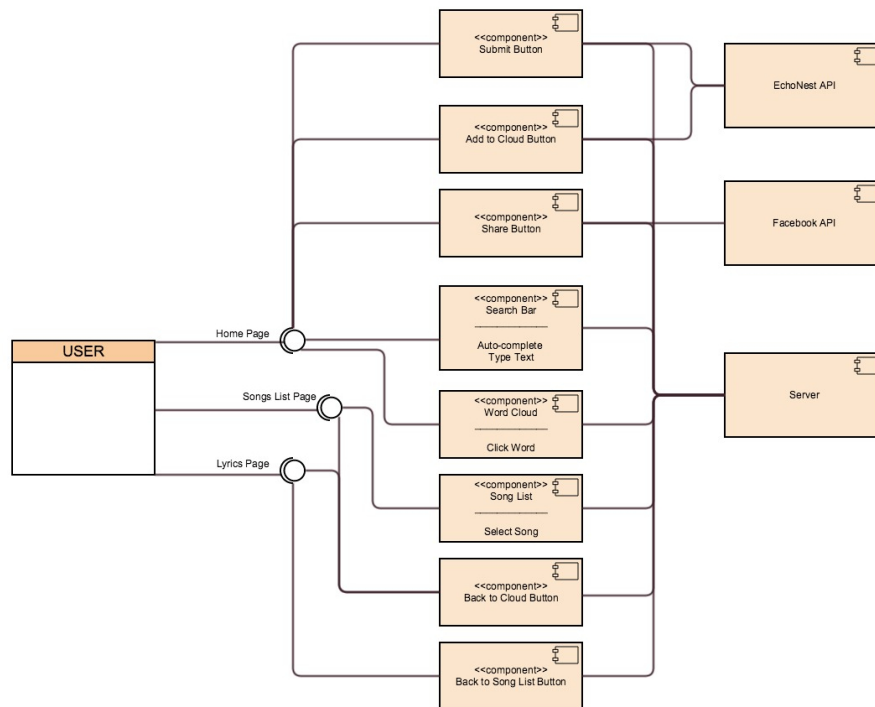 <<component>>
Submit Button
EchoNest API
<<component>>
Add to Cloud Button
<<component>>
Share Button
Facebook API
<<component>>
Search Bar
Auto-complete
Type Text
Home Page
USER
Songs List Page
Lyrics Page
<<component>>
Word Cloud
Click Word
Server
<<component>>
Song List
Select Song
<<component>>
Back to Cloud Button
<<component>>
Back to Song List Button